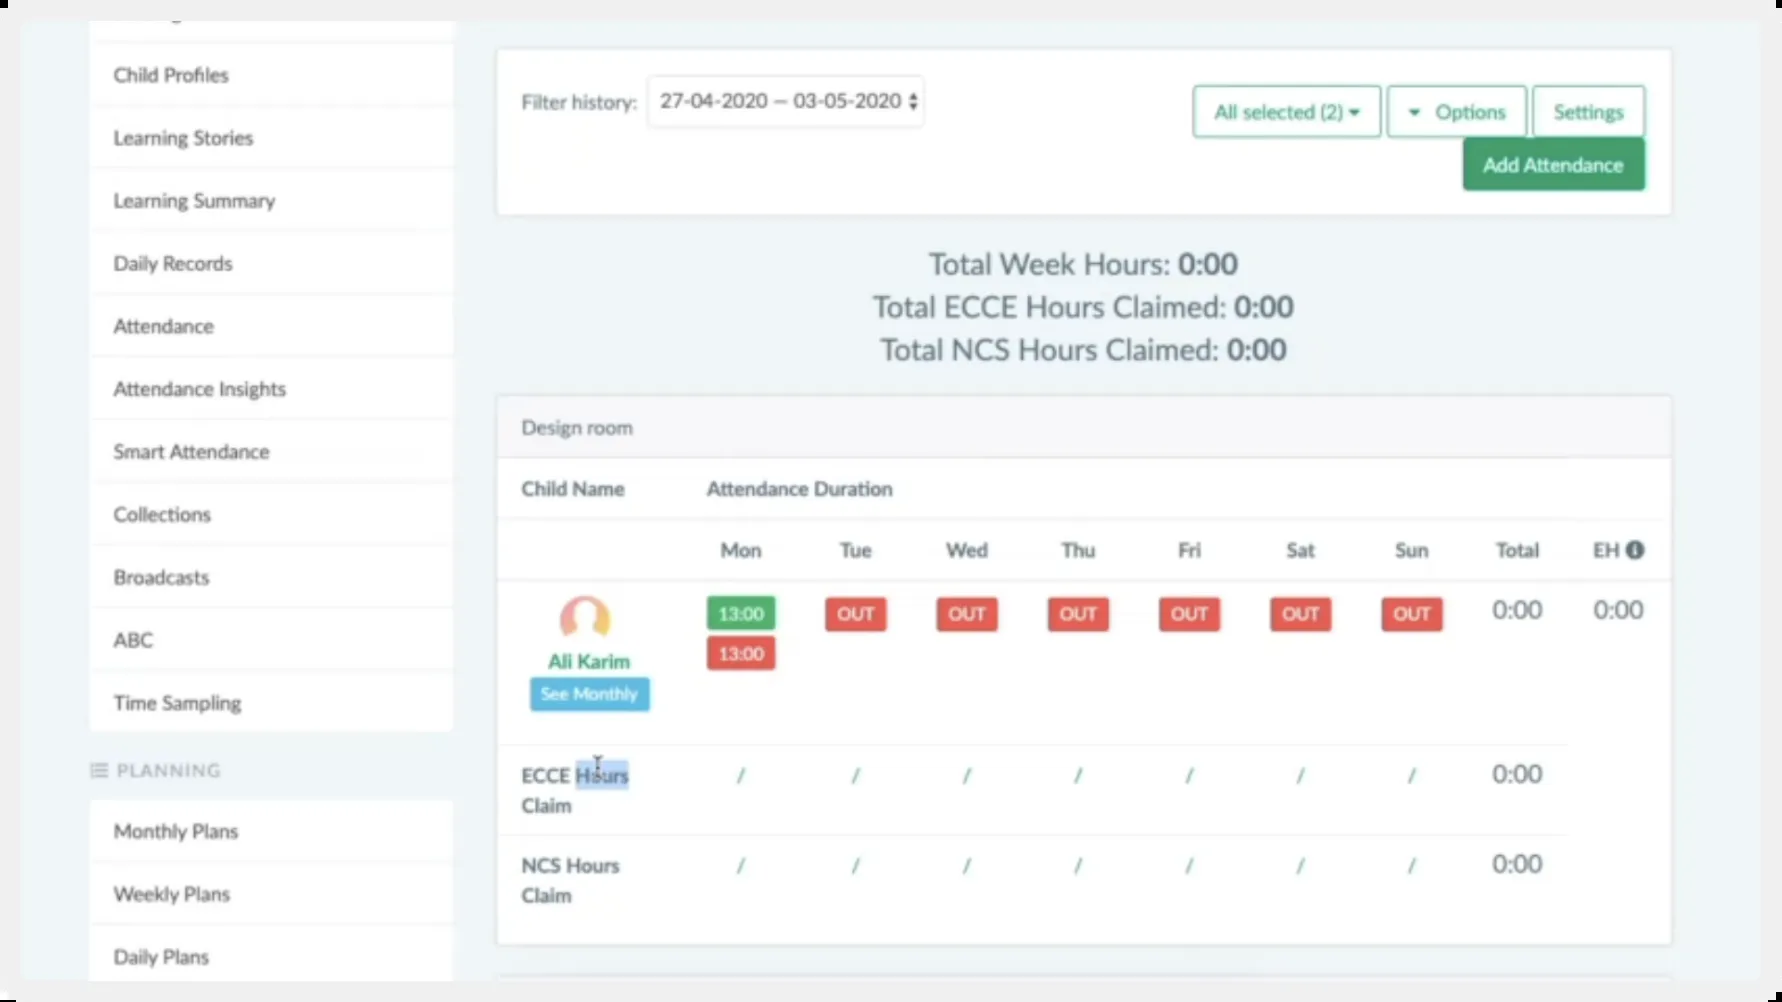 Child Profiles
Learning Stories
Learning Summary
Daily Records
Attendance
Attendance Insights
Smart Attendance
Collections
Broadcasts
ABC
Time Sampling
PLANNING
Monthly Plans
Weekly Plans
Daily Plans
Filter history: 27-04-2020 — 03-05-2020
All selected (2) Options Settings
Add Attendance
Total Week Hours: 0:00
Total ECCE Hours Claimed: 0:00
Total NCS Hours Claimed: 0:00
Design room
Child Name Attendance Duration
Mon Tue Wed Thu Fri Sat Sun Total EH
13:00 OUT OUT OUT OUT OUT OUT 0:00 0:00
13:00
Ali Karim
See Monthly
ECCE Hours / / / / / / / 0:00
Claim
NCS Hours / / / / / / / 0:00
Claim